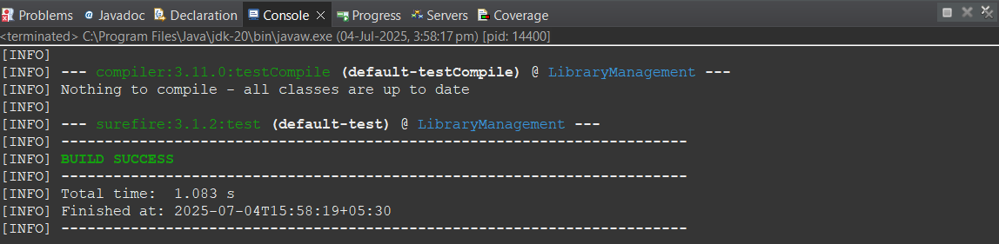 Problems Javadoc Declaration Console Progress Servers Coverage
<terminated> C:\Program Files\Java\jdk-20\bin\javaw.exe (04-Jul-2025, 3:58:17 pm) [pid: 14400]
[INFO]
[INFO] --- compiler:3.11.0:testCompile (default-testCompile) @ LibraryManagement ---
[INFO] Nothing to compile - all classes are up to date
[INFO]
[INFO] --- surefire:3.1.2:test (default-test) @ LibraryManagement ---
[INFO] ------------------------------------------------------------------------
[INFO] BUILD SUCCESS
[INFO] ------------------------------------------------------------------------
[INFO] Total time:  1.083 s
[INFO] Finished at: 2025-07-04T15:58:19+05:30
[INFO] ------------------------------------------------------------------------